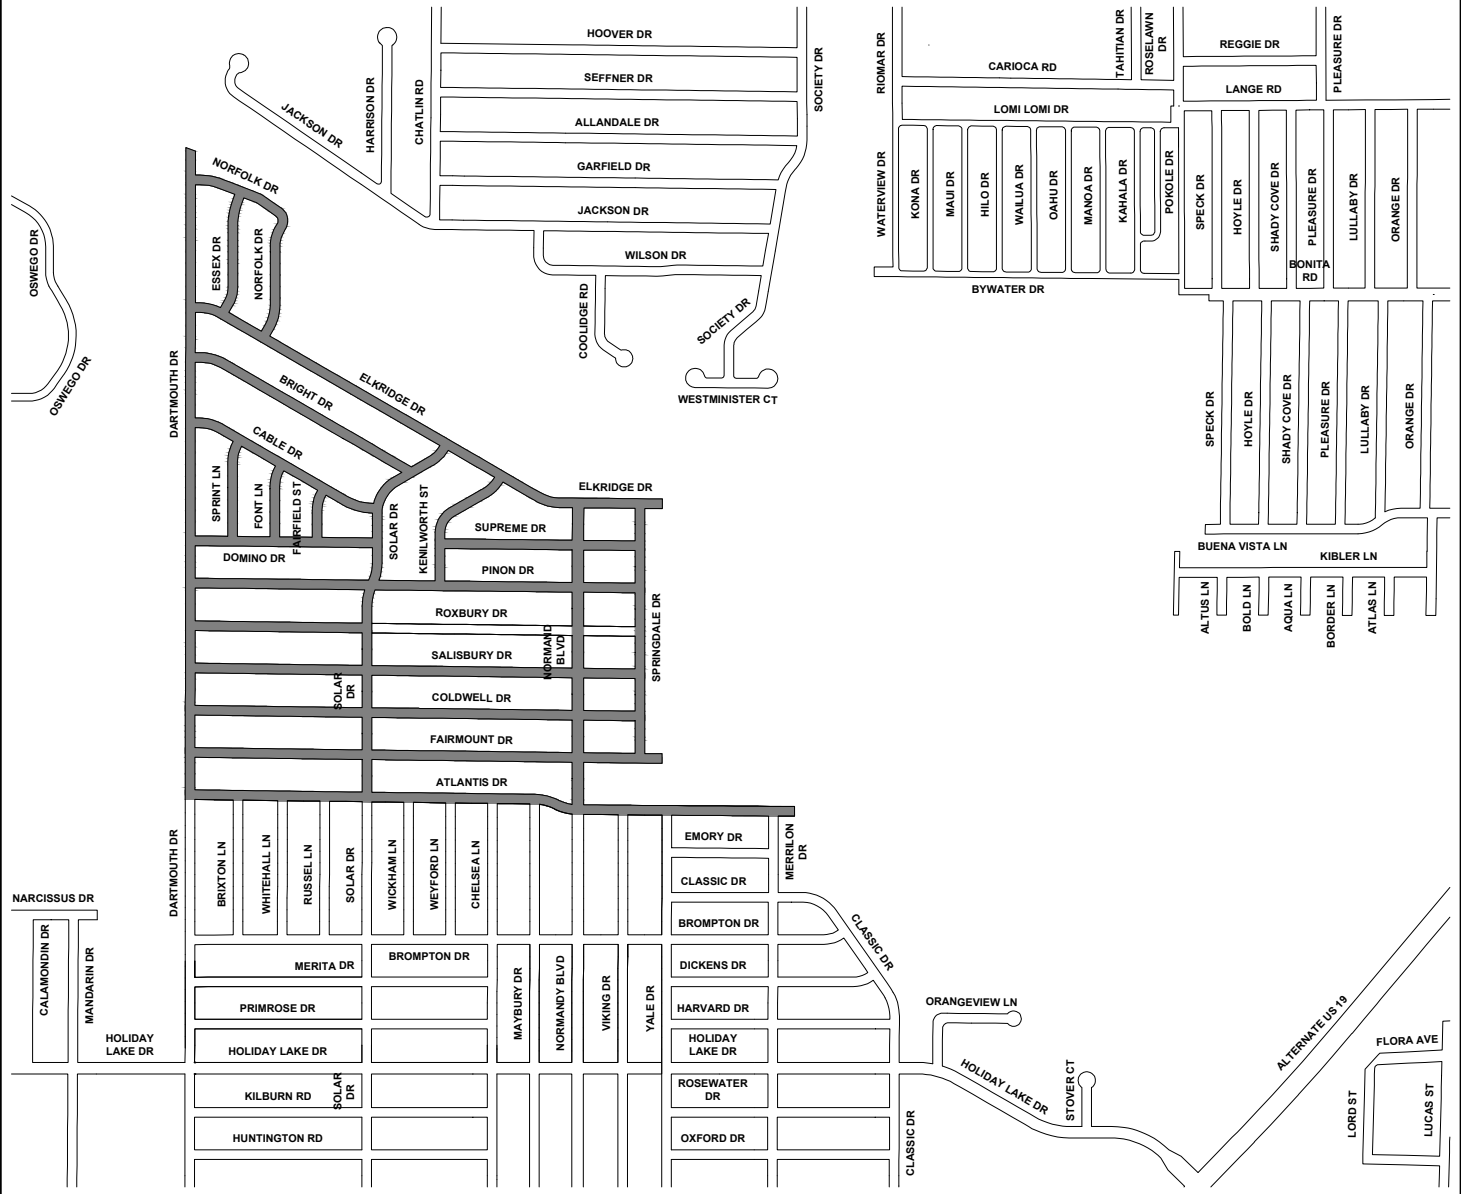 HOOVER DR
SEFFNER DR
ALLANDALE DR
GARFIELD DR
JACKSON DR
WILSON DR
JACKSON DR
HARRISON DR
CHATLIN RD
SOCIETY DR
COOLIDGE RD
SOCIETY DR
WESTMINISTER CT
RIOMAR DR
CARIOCA RD
TAHITIAN DR
ROSELAWN
DR
REGGIE DR
PLEASURE DR
LANGE RD
LOMI LOMI DR
WATERVIEW DR
KONA DR
MAUI DR
HILO DR
WAILUA DR
OAHU DR
MANOA DR
KAHALA DR
POKOLE DR
SPECK DR
HOYLE DR
SHADY COVE DR
PLEASURE DR
LULLABY DR
ORANGE DR
BONITA
RD
BYWATER DR
SPECK DR
HOYLE DR
SHADY COVE DR
PLEASURE DR
LULLABY DR
ORANGE DR
BUENA VISTA LN
KIBLER LN
ALTUS LN
BOLD LN
AQUA LN
BORDER LN
ATLAS LN
OSWEGO DR
OSWEGO DR
NORFOLK DR
ESSEX DR
NORFOLK DR
DARTMOUTH DR
BRIGHT DR
ELKRIDGE DR
CABLE DR
SPRINT LN
FONT LN
FAIRFIELD ST
SOLAR DR
KENILWORTH ST
ELKRIDGE DR
SUPREME DR
DOMINO DR
PINON DR
ROXBURY DR
SALISBURY DR
NORMAND
BLVD
SPRINGDALE DR
SOLAR
DR
COLDWELL DR
FAIRMOUNT DR
ATLANTIS DR
DARTMOUTH DR
BRIXTON LN
WHITEHALL LN
RUSSEL LN
SOLAR DR
WICKHAM LN
WEYFORD LN
CHELSEA LN
EMORY DR
MERRILON
DR
CLASSIC DR
BROMPTON DR
CLASSIC DR
DICKENS DR
HARVARD DR
HOLIDAY
LAKE DR
ROSEWATER
DR
OXFORD DR
NARCISSUS DR
CALAMONDIN DR
MANDARIN DR
HOLIDAY
LAKE DR
MERITA DR
BROMPTON DR
PRIMROSE DR
HOLIDAY LAKE DR
KILBURN RD
SOLAR
DR
HUNTINGTON RD
MAYBURY DR
NORMANDY BLVD
VIKING DR
YALE DR
ORANGEVIEW LN
HOLIDAY LAKE DR
STOVER CT
CLASSIC DR
ALTERNATE US 19
FLORA AVE
LORD ST
LUCAS ST